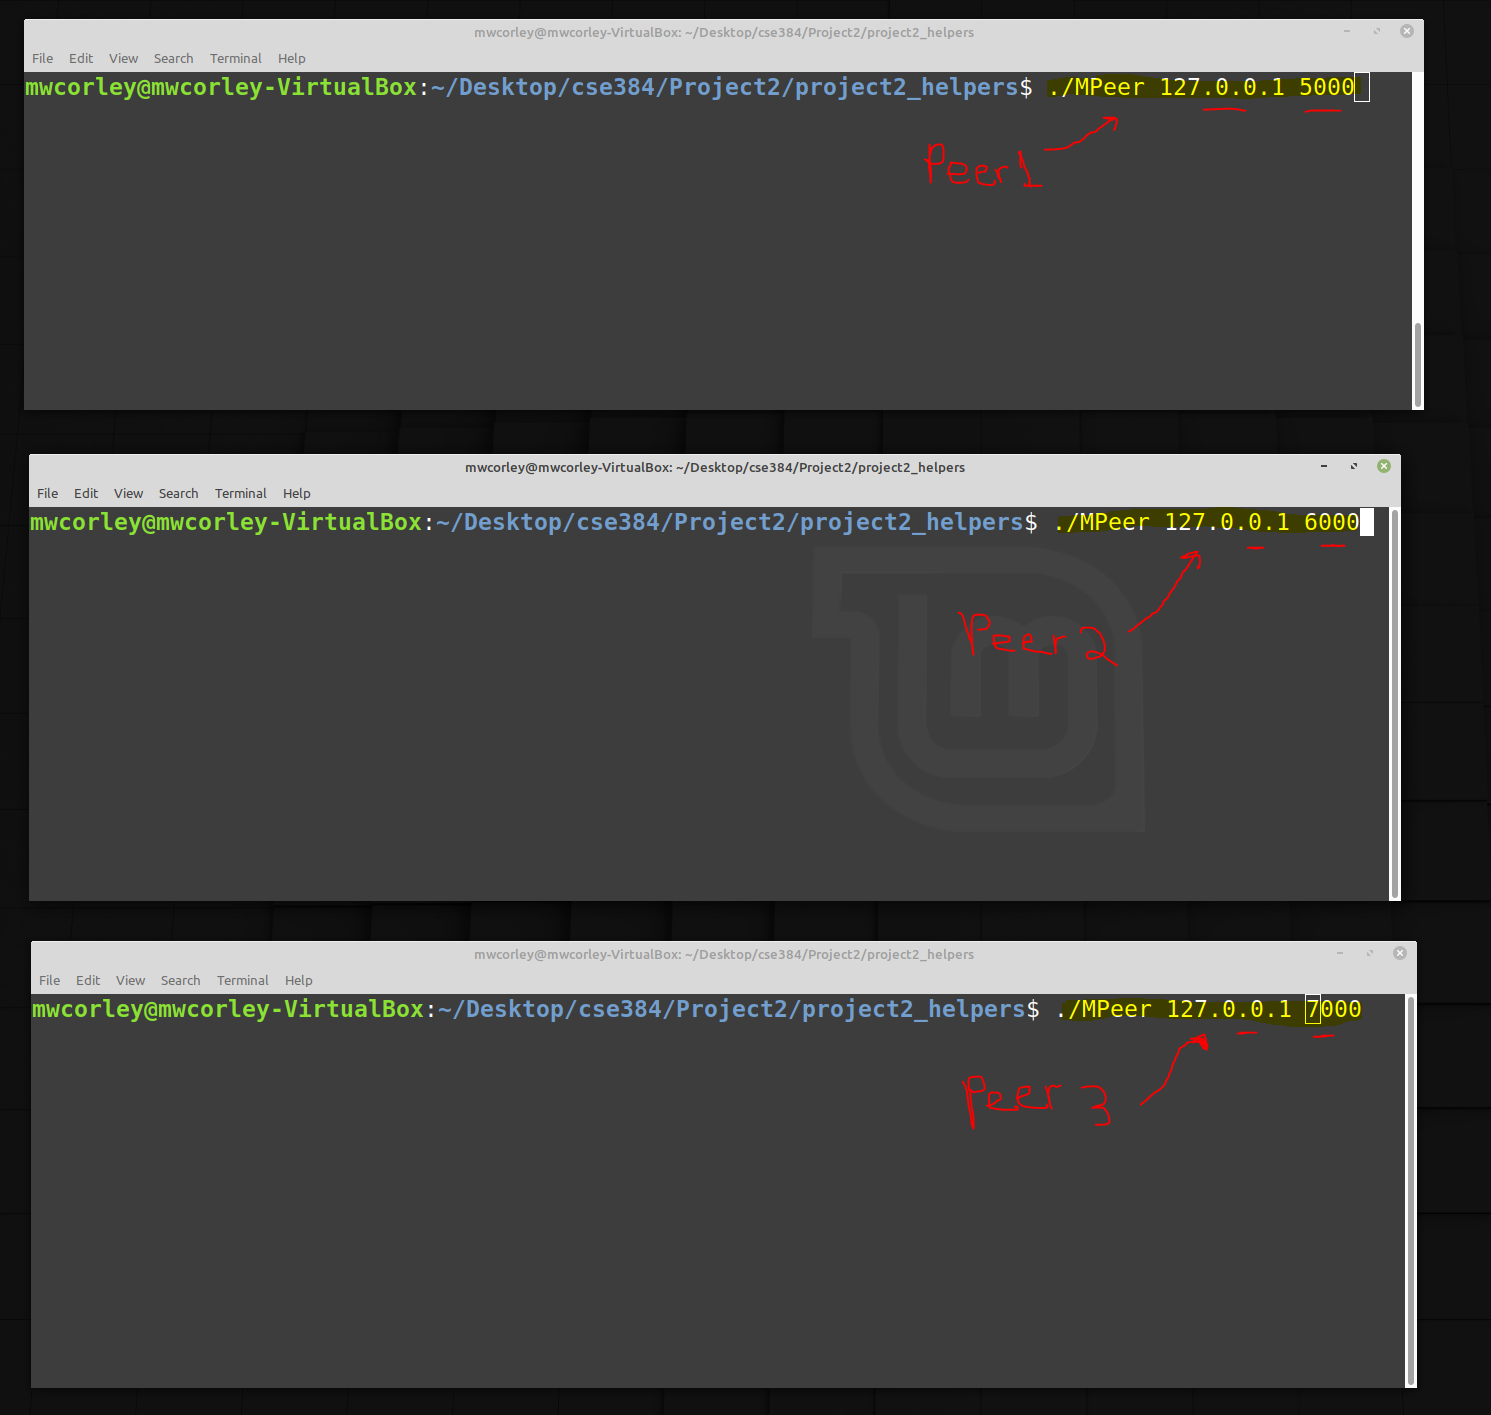 mwcorley@mwcorley-VirtualBox: ~/Desktop/cse384/Project2/project2_helpers
File Edit View Search Terminal Help
mwcorley@mwcorley-VirtualBox:~/Desktop/cse384/Project2/project2_helpers$ ./MPeer 127.0.0.1 5000
Peer1
mwcorley@mwcorley-VirtualBox: ~/Desktop/cse384/Project2/project2_helpers
File Edit View Search Terminal Help
mwcorley@mwcorley-VirtualBox:~/Desktop/cse384/Project2/project2_helpers$ ./MPeer 127.0.0.1 6000
Peer2
mwcorley@mwcorley-VirtualBox: ~/Desktop/cse384/Project2/project2_helpers
File Edit View Search Terminal Help
mwcorley@mwcorley-VirtualBox:~/Desktop/cse384/Project2/project2_helpers$ ./MPeer 127.0.0.1 7000
Peer 3